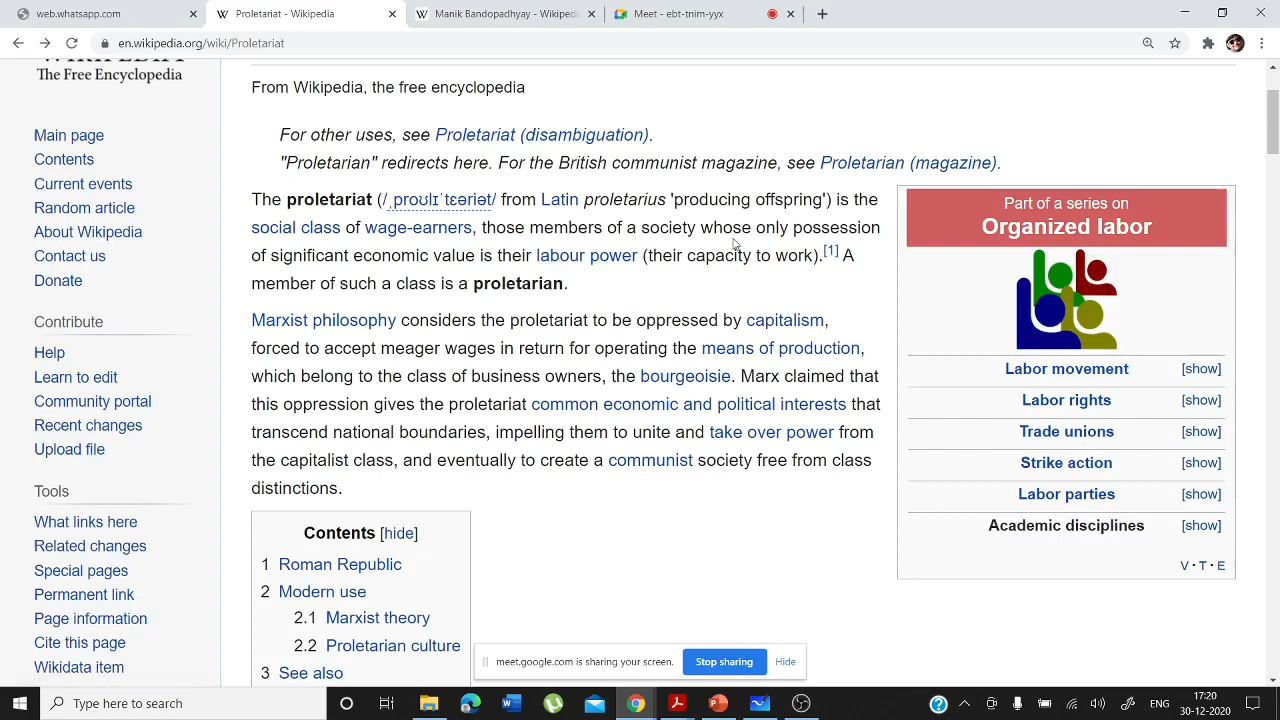 web.whatsapp.com
Proletariat - Wikipedia
Manik Bandopadhyay - Wikipedi
Meet - ebt-tnim-yyx
en.wikipedia.org/wiki/Proletariat
The Free Encyclopedia
Main page
Contents
Current events
Random article
About Wikipedia
Contact us
Donate
Contribute
Help
Learn to edit
Community portal
Recent changes
Upload file
Tools
What links here
Related changes
Special pages
Permanent link
Page information
Cite this page
Wikidata item
From Wikipedia, the free encyclopedia
For other uses, see Proletariat (disambiguation).
"Proletarian" redirects here. For the British communist magazine, see Proletarian (magazine).
The proletariat (/ˌproʊlɪˈtɛəriət/ from Latin proletarius 'producing offspring') is the
social class of wage-earners, those members of a society whose only possession
of significant economic value is their labour power (their capacity to work).[1] A
member of such a class is a proletarian.
Marxist philosophy considers the proletariat to be oppressed by capitalism,
forced to accept meager wages in return for operating the means of production,
which belong to the class of business owners, the bourgeoisie. Marx claimed that
this oppression gives the proletariat common economic and political interests that
transcend national boundaries, impelling them to unite and take over power from
the capitalist class, and eventually to create a communist society free from class
distinctions.
Contents [hide]
1 Roman Republic
2 Modern use
2.1 Marxist theory
2.2 Proletarian culture
3 See also
Part of a series on
Organized labor
Labor movement [show]
Labor rights [show]
Trade unions [show]
Strike action [show]
Labor parties [show]
Academic disciplines [show]
V · T · E
meet.google.com is sharing your screen. Stop sharing Hide
Type here to search
ENG
17:20
30-12-2020